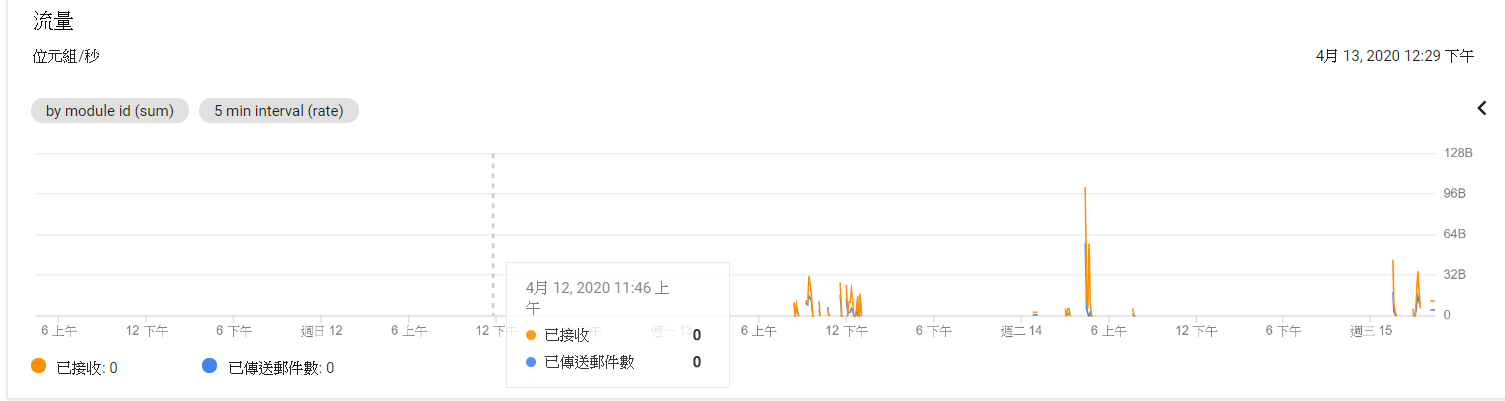 流量
位元組/秒
4月 13, 2020 12:29 下午
by module id (sum)
5 min interval (rate)
128B
96B
64B
32B
0
4月 12, 2020 11:46 上
午
已接收 0
已傳送郵件數 0
6 上午 12 下午 6 下午 週日 12 6 上午 12 下午 週一 13 6 上午 12 下午 6 下午 週二 14 6 上午 12 下午 6 下午 週三 15
已接收: 0 已傳送郵件數: 0